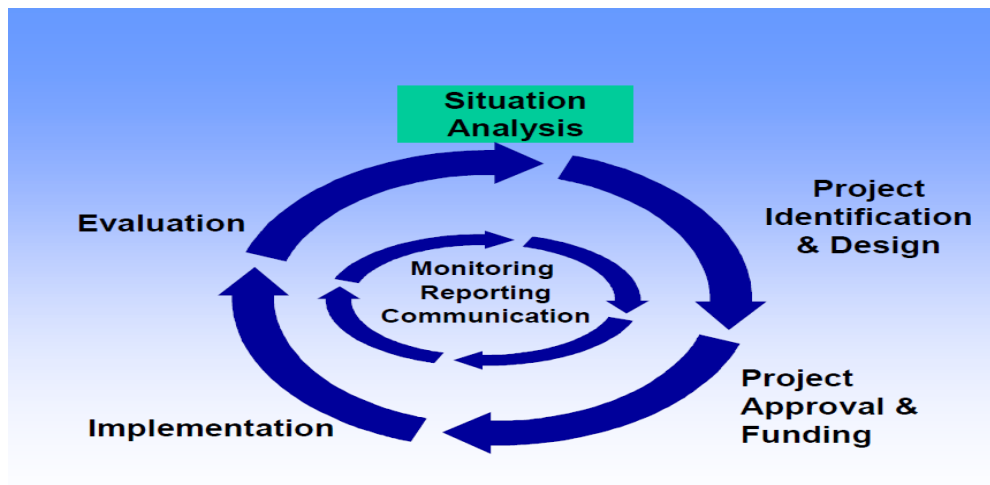 Situation
Analysis
Project
Identification
& Design
Evaluation
Monitoring
Reporting
Communication
Project
Approval &
Funding
Implementation